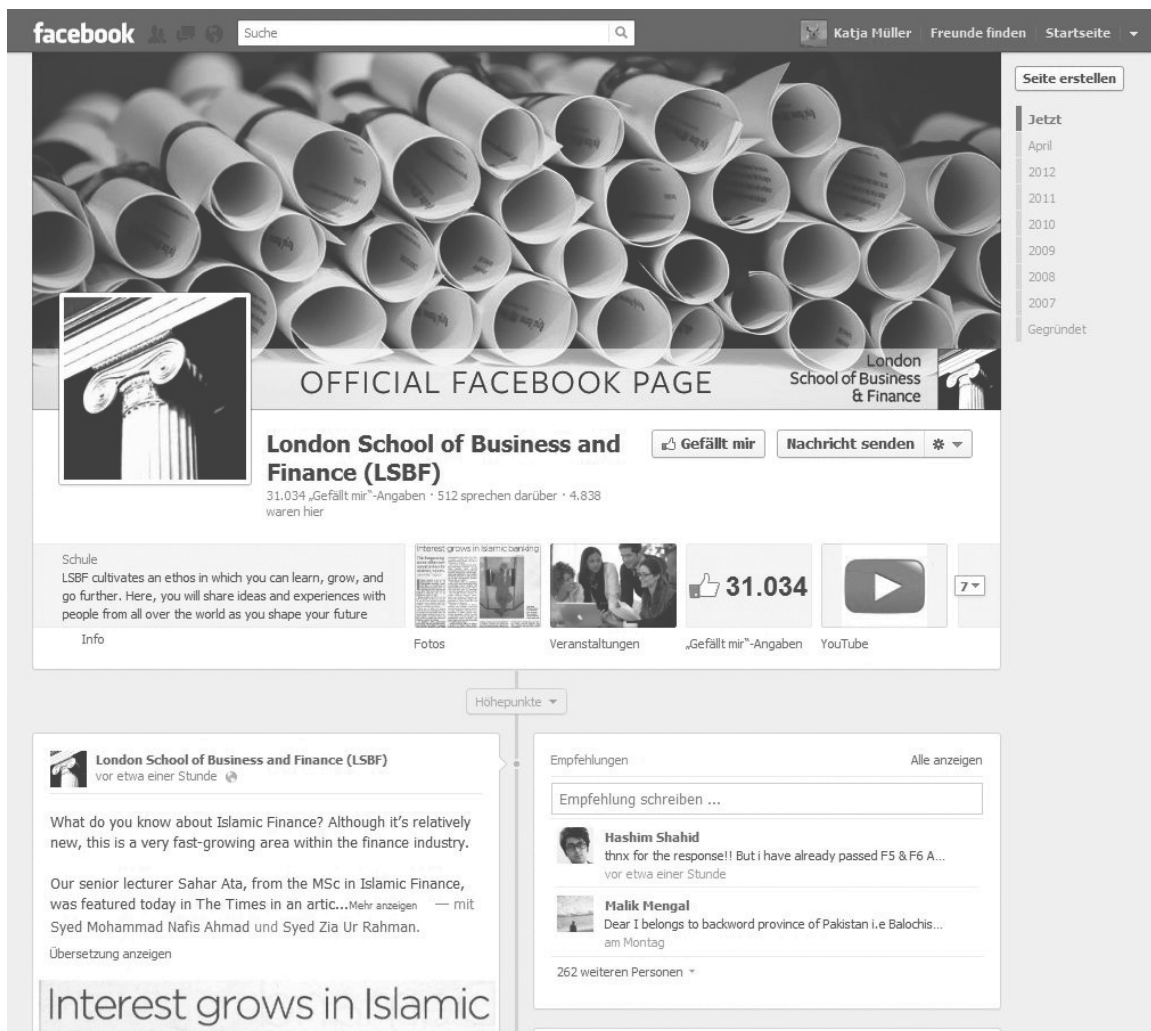 facebook
Suche
Katja Müller
Freunde finden
Startseite
Seite erstellen
Jetzt
April
2012
2011
2010
2009
2008
2007
Gegründet
OFFICIAL FACEBOOK PAGE
London
School of Business
& Finance
London School of Business and
Finance (LSBF)
31.034 „Gefällt mir“-Angaben · 512 sprechen darüber · 4.838
waren hier
Gefällt mir
Nachricht senden
Schule
LSBF cultivates an ethos in which you can learn, grow, and
go further. Here, you will share ideas and experiences with
people from all over the world as you shape your future
Info
Interest grows in Islamic banking
Fotos
Veranstaltungen
31.034
„Gefällt mir“-Angaben
YouTube
7
Höhepunkte
London School of Business and Finance (LSBF)
vor etwa einer Stunde
What do you know about Islamic Finance? Although it's relatively
new, this is a very fast-growing area within the finance industry.
Our senior lecturer Sahar Ata, from the MSc in Islamic Finance,
was featured today in The Times in an artic...Mehr anzeigen — mit
Syed Mohammad Nafis Ahmad und Syed Zia Ur Rahman.
Übersetzung anzeigen
Interest grows in Islamic
Empfehlungen
Alle anzeigen
Empfehlung schreiben ...
Hashim Shahid
thnx for the response!! But i have already passed F5 & F6 A...
vor etwa einer Stunde
Malik Mengal
Dear I belongs to backword province of Pakistan i.e Balochis...
am Montag
262 weiteren Personen